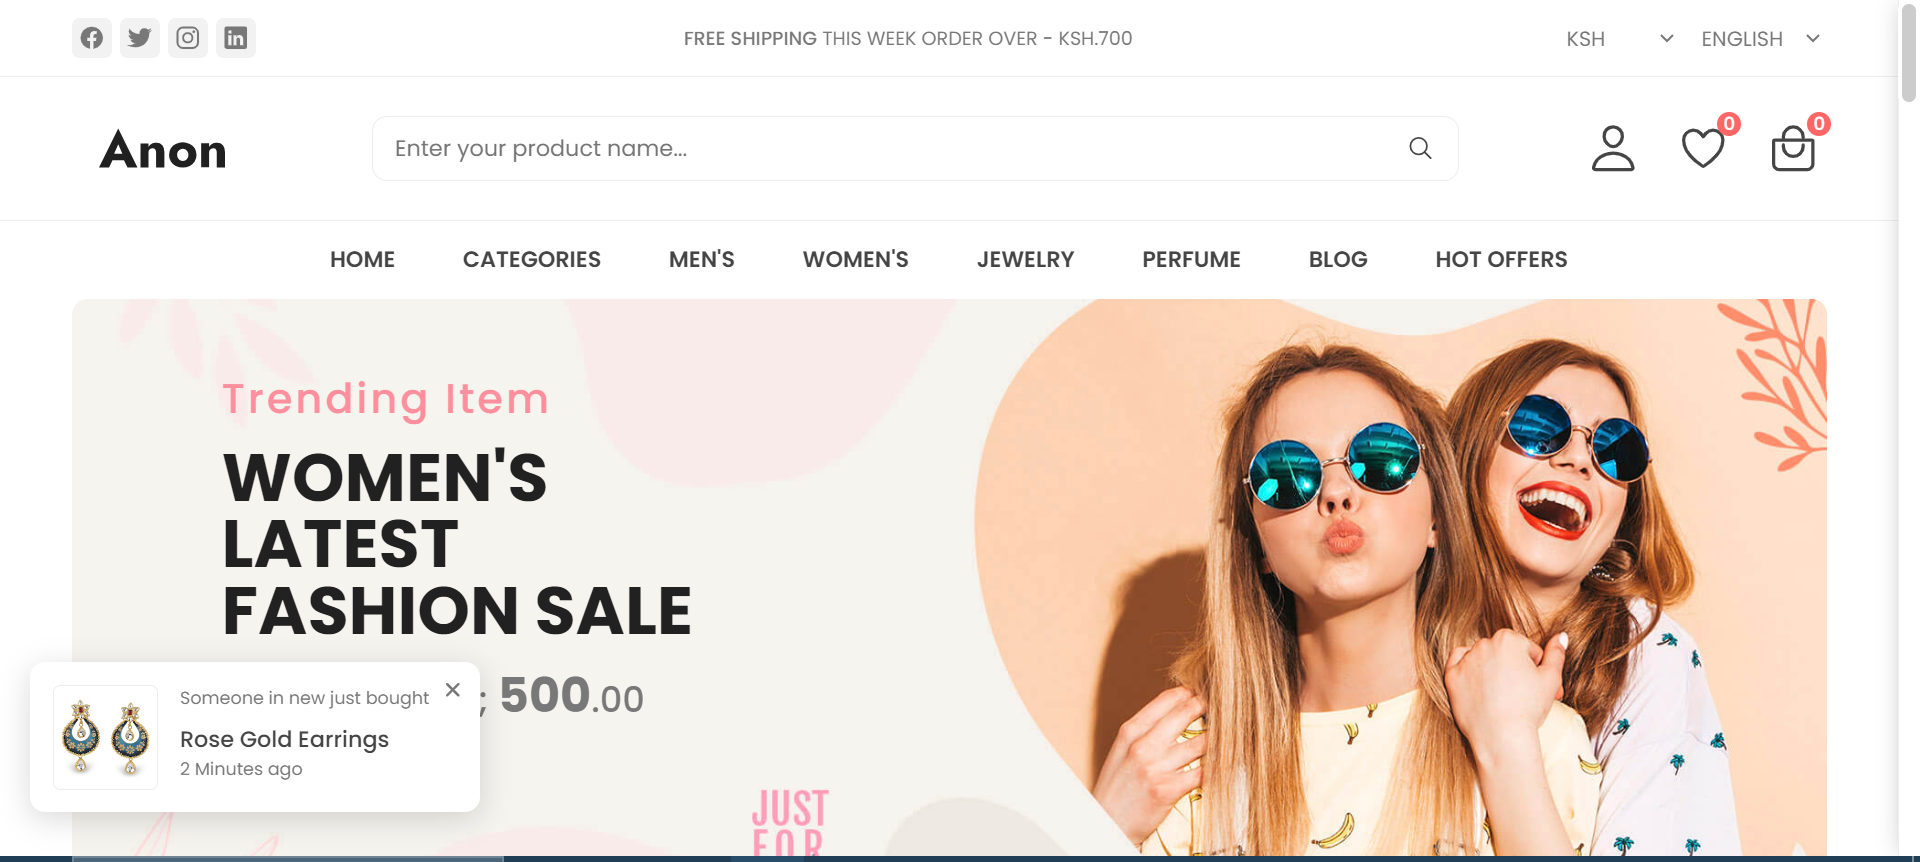 FREE SHIPPING THIS WEEK ORDER OVER - KSH.700
KSH
ENGLISH
Anon
Enter your product name...
0
0
HOME
CATEGORIES
MEN'S
WOMEN'S
JEWELRY
PERFUME
BLOG
HOT OFFERS
Trending Item
WOMEN'S
LATEST
FASHION SALE
; 500.00
Someone in new just bought
Rose Gold Earrings
2 Minutes ago
JUST
FOR